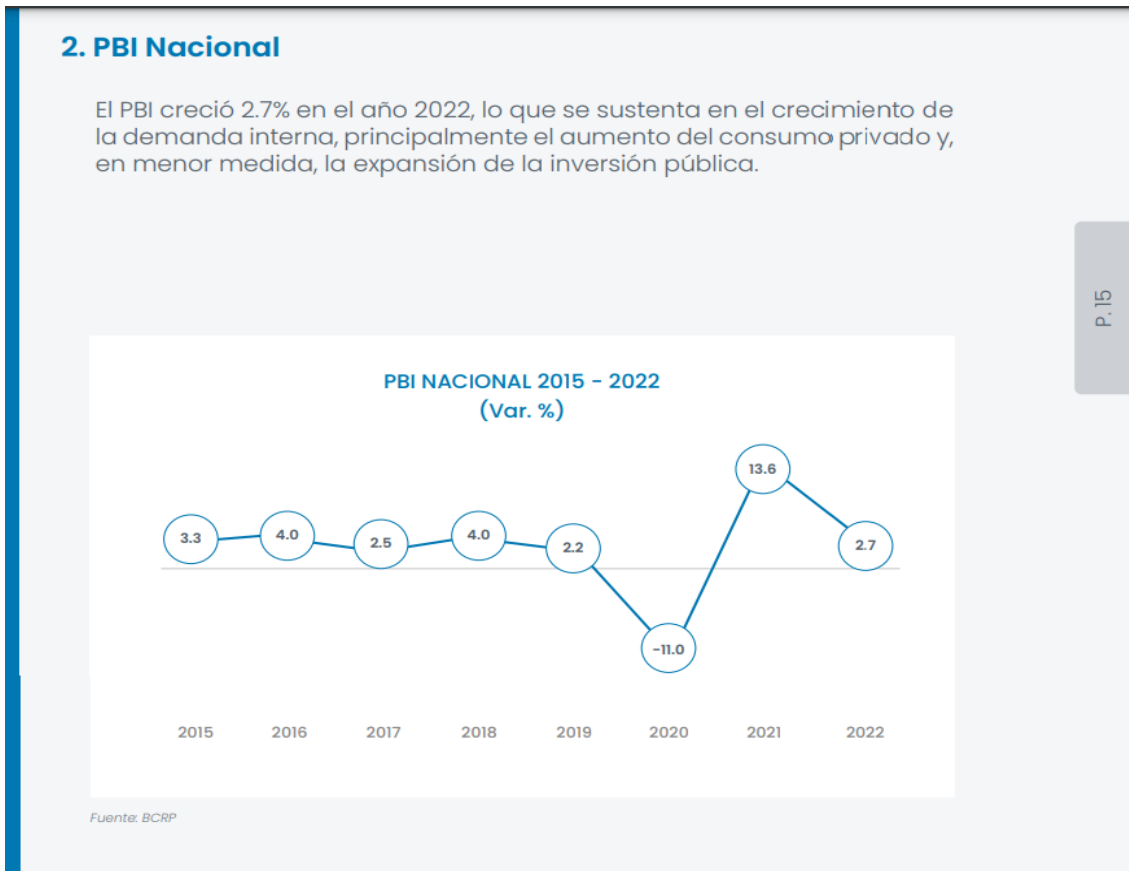 2. PBI Nacional
El PBI creció 2.7% en el año 2022, lo que se sustenta en el crecimiento de
la demanda interna, principalmente el aumento del consumo privado y,
en menor medida, la expansión de la inversión pública.
P. 15
PBI NACIONAL 2015 - 2022
(Var. %)
3.3 4.0 2.5 4.0 2.2 -11.0 13.6 2.7
2015 2016 2017 2018 2019 2020 2021 2022
Fuente: BCRP